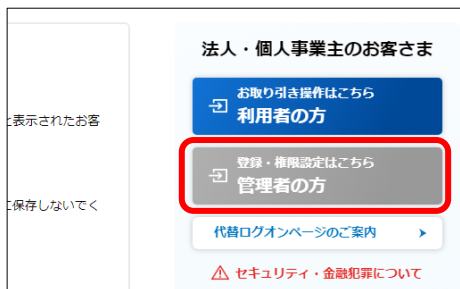 法人・個人事業主のお客さま
お取り引き操作はこちら
利用者の方
と表示されたお客
登録・権限設定はこちら
管理者の方
に保存しないでく
代替ログオンページのご案内
セキュリティ・金融犯罪について